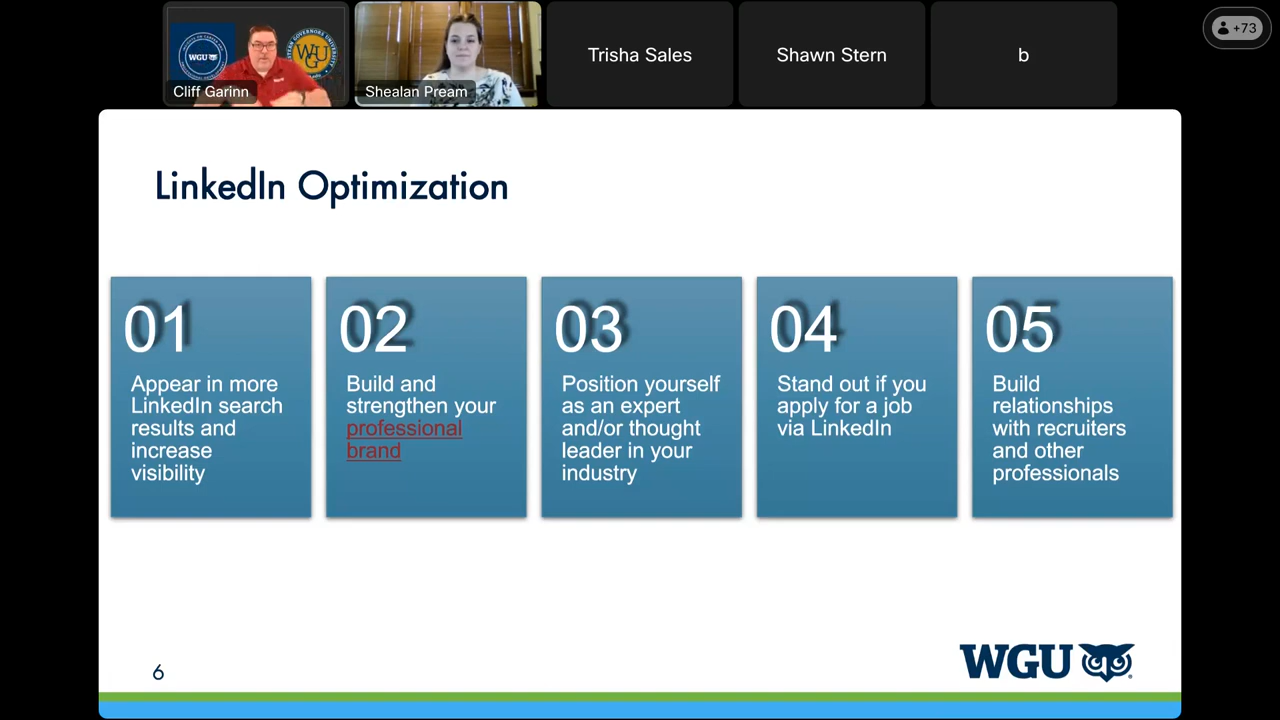 WGU
WGU
Cliff Garinn
Shealan Pream
Trisha Sales
Shawn Stern
b
+73
LinkedIn Optimization
01
Appear in more
LinkedIn search
results and
increase
visibility
02
Build and
strengthen your
professional
brand
03
Position yourself
as an expert
and/or thought
leader in your
industry
04
Stand out if you
apply for a job
via LinkedIn
05
Build
relationships
with recruiters
and other
professionals
6
WGU